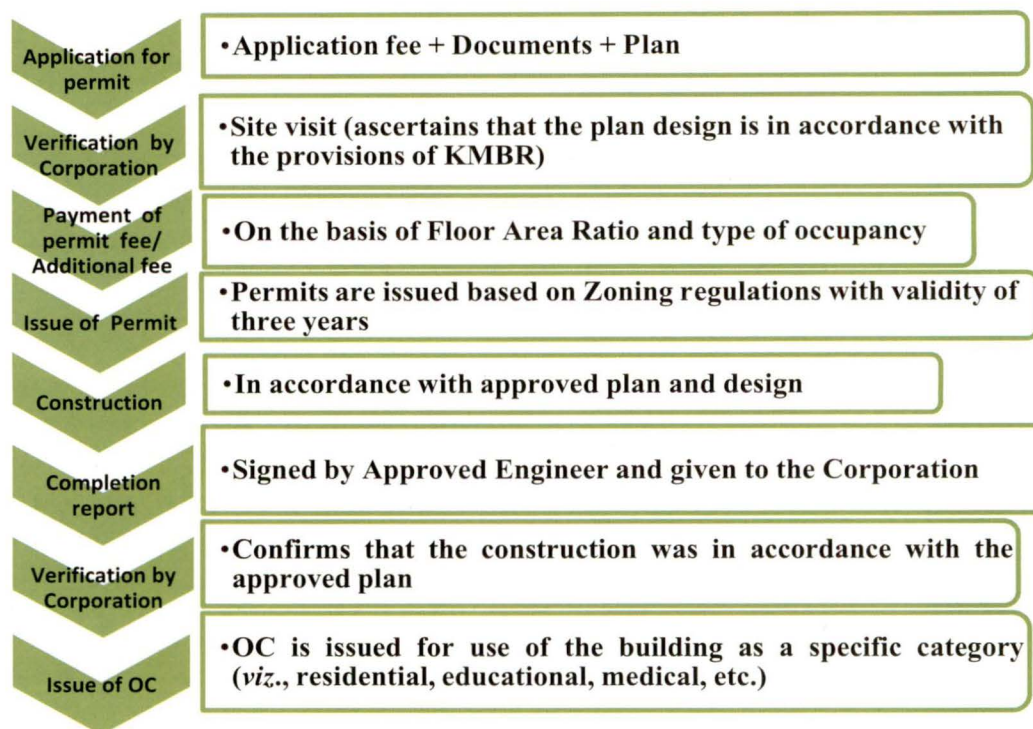 Application for
permit
•Application fee + Documents + Plan
Verification by
Corporation
•Site visit (ascertains that the plan design is in accordance with
the provisions of KMBR)
Payment of
permit fee/
Additional fee
•On the basis of Floor Area Ratio and type of occupancy
Issue of Permit
•Permits are issued based on Zoning regulations with validity of
three years
Construction
•In accordance with approved plan and design
Completion
report
•Signed by Approved Engineer and given to the Corporation
Verification by
Corporation
•Confirms that the construction was in accordance with the
approved plan
Issue of OC
•OC is issued for use of the building as a specific category
(viz., residential, educational, medical, etc.)